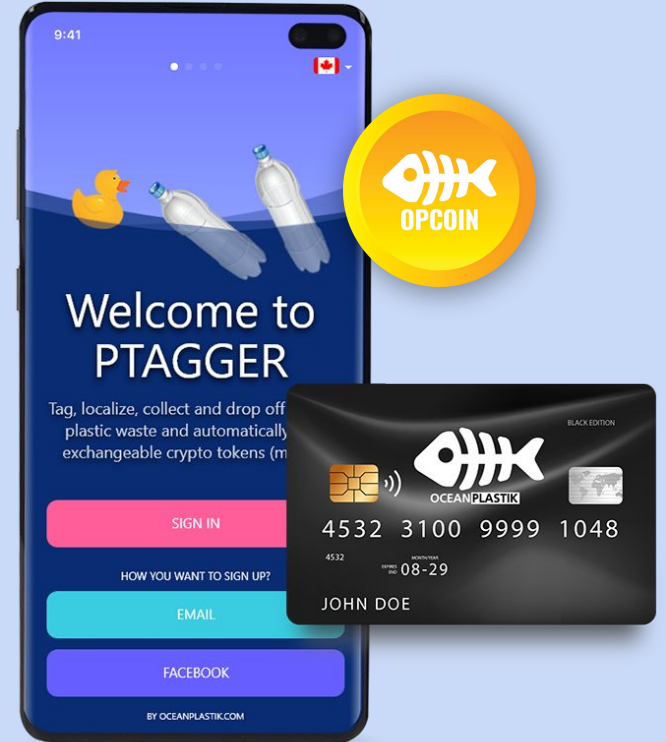 9:41
OPCOIN
Welcome to
PTAGGER
Tag, localize, collect and drop off
plastic waste and automatically
exchangeable crypto tokens (m
SIGN IN
HOW YOU WANT TO SIGN UP?
EMAIL
FACEBOOK
BY OCEANPLASTIK.COM
BLACK EDITION
OCEANPLASTIK
4532 3100 9999 1048
4532
MONTH/YEAR
EXPIRES
END
08-29
JOHN DOE